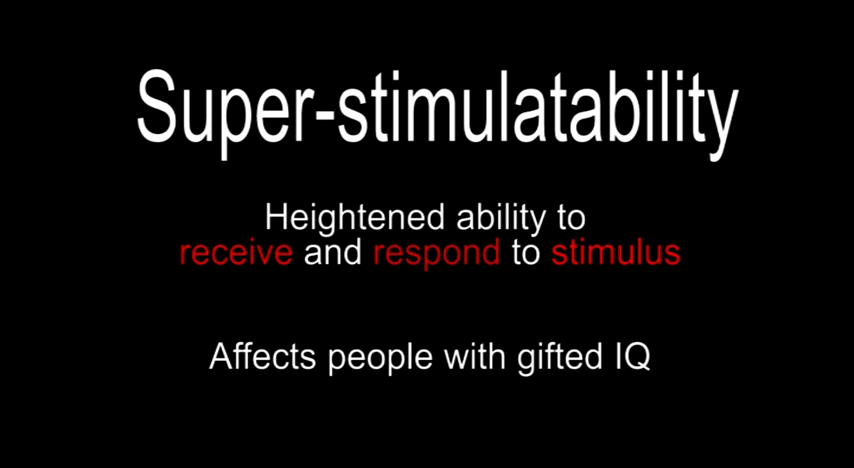 Super-stimulatability
Heightened ability to
receive and respond to stimulus
Affects people with gifted IQ